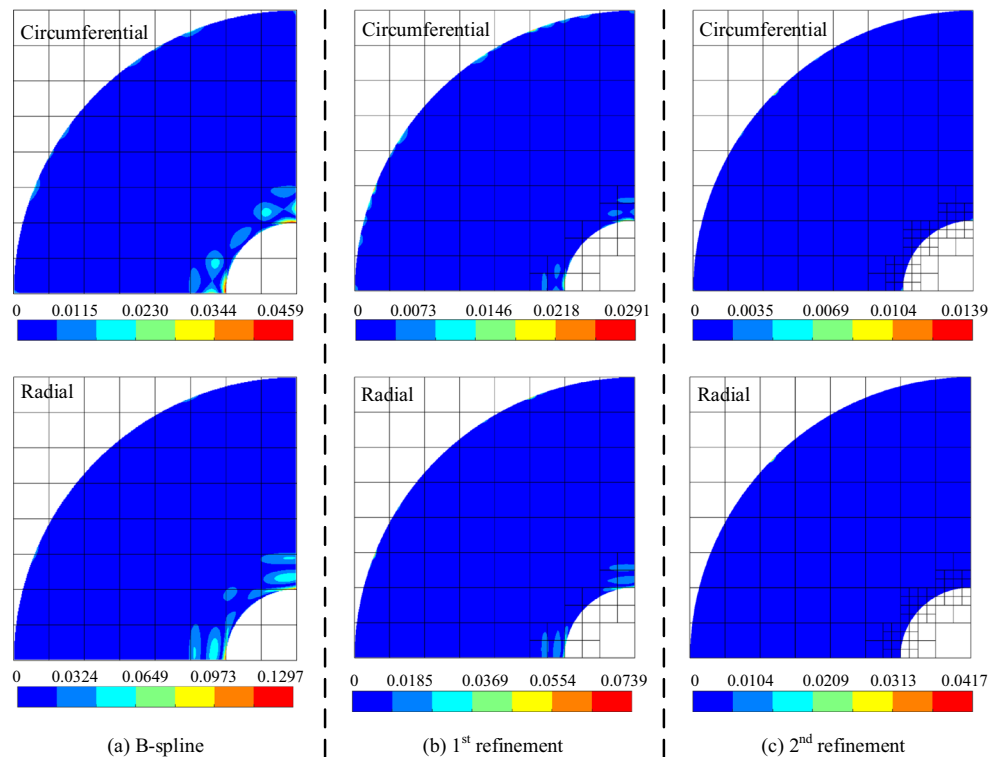 Circumferential Circumferential Circumferential
0 0.0115 0.0230 0.0344 0.0459 0 0.0073 0.0146 0.0218 0.0291 0 0.0035 0.0069 0.0104 0.0139
Radial Radial Radial
0 0.0324 0.0649 0.0973 0.1297 0 0.0185 0.0369 0.0554 0.0739 0 0.0104 0.0209 0.0313 0.0417
(a) B-spline (b) 1st refinement (c) 2nd refinement